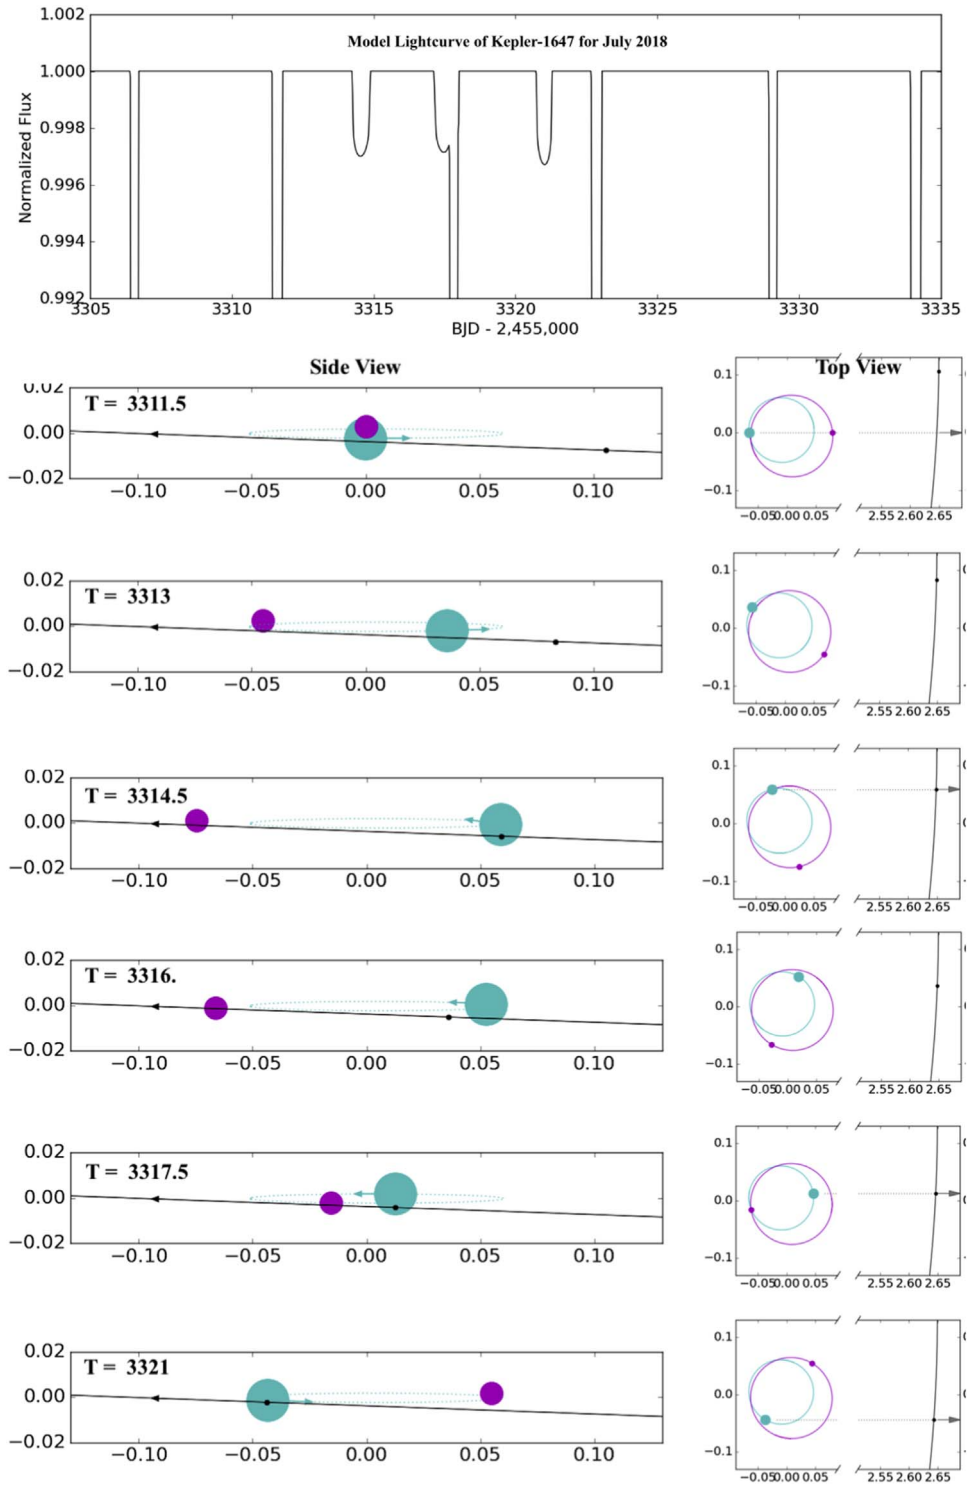 Model Lightcurve of Kepler-1647 for July 2018
Normalized Flux
1.002
1.000
0.998
0.996
0.994
0.992
3305 3310 3315 3320 3325 3330 3335
BJD - 2,455,000
Side View Top View
T = 3311.5
0.02
0.00
−0.02
−0.10 −0.05 0.00 0.05 0.10
0.1
0.0
−0.1
−0.05 0.00 0.05 2.55 2.60 2.65
T = 3313
0.02
0.00
−0.02
−0.10 −0.05 0.00 0.05 0.10
0.1
0.0
−0.1
−0.05 0.00 0.05 2.55 2.60 2.65
T = 3314.5
0.02
0.00
−0.02
−0.10 −0.05 0.00 0.05 0.10
0.1
0.0
−0.1
−0.05 0.00 0.05 2.55 2.60 2.65
T = 3316.
0.02
0.00
−0.02
−0.10 −0.05 0.00 0.05 0.10
0.1
0.0
−0.1
−0.05 0.00 0.05 2.55 2.60 2.65
T = 3317.5
0.02
0.00
−0.02
−0.10 −0.05 0.00 0.05 0.10
0.1
0.0
−0.1
−0.05 0.00 0.05 2.55 2.60 2.65
T = 3321
0.02
0.00
−0.02
−0.10 −0.05 0.00 0.05 0.10
0.1
0.0
−0.1
−0.05 0.00 0.05 2.55 2.60 2.65